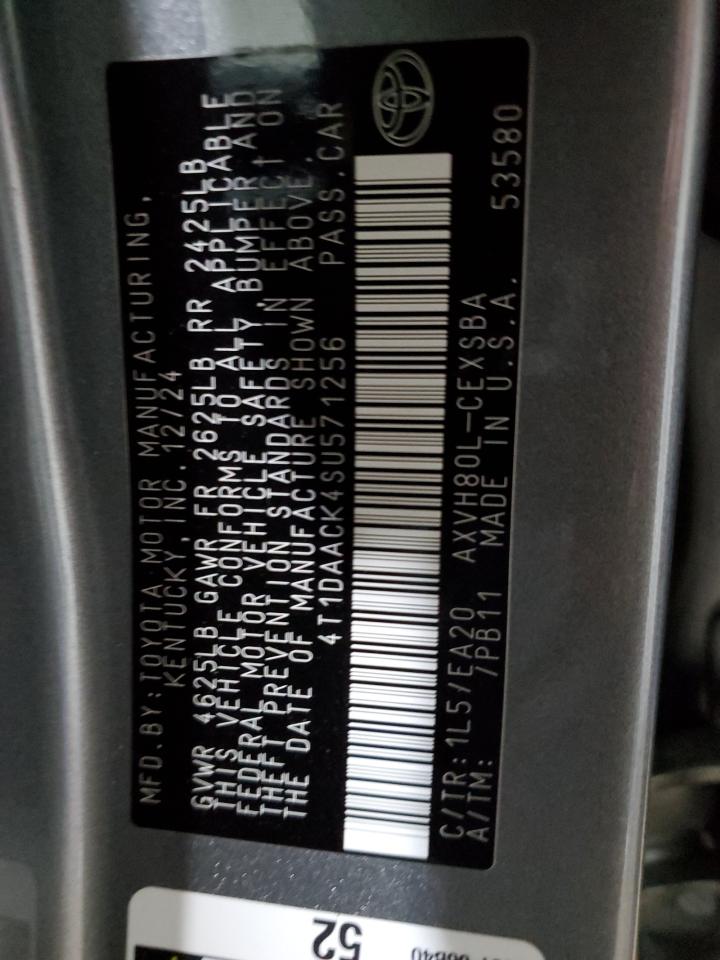 MFD.BY:TOYOTA MOTOR MANUFACTURING,
KENTUCKY,INC.12/24
GVWR 4625LB GAWR FR 2625LB RR 2425LB
THIS VEHICLE CONFORMS TO ALL APPLICABLE
FEDERAL MOTOR VEHICLE SAFETY, BUMPER AND
THEFT PREVENTION STANDARDS IN EFFECT ON
THE DATE OF MANUFACTURE SHOWN ABOVE.
4T1DAACK4SU571256 PASS.CAR
C/TR:1L5/EA20 AXVH80L-CEXSBA
A/TM: /PB11 MADE IN U.S.A. 53580
52